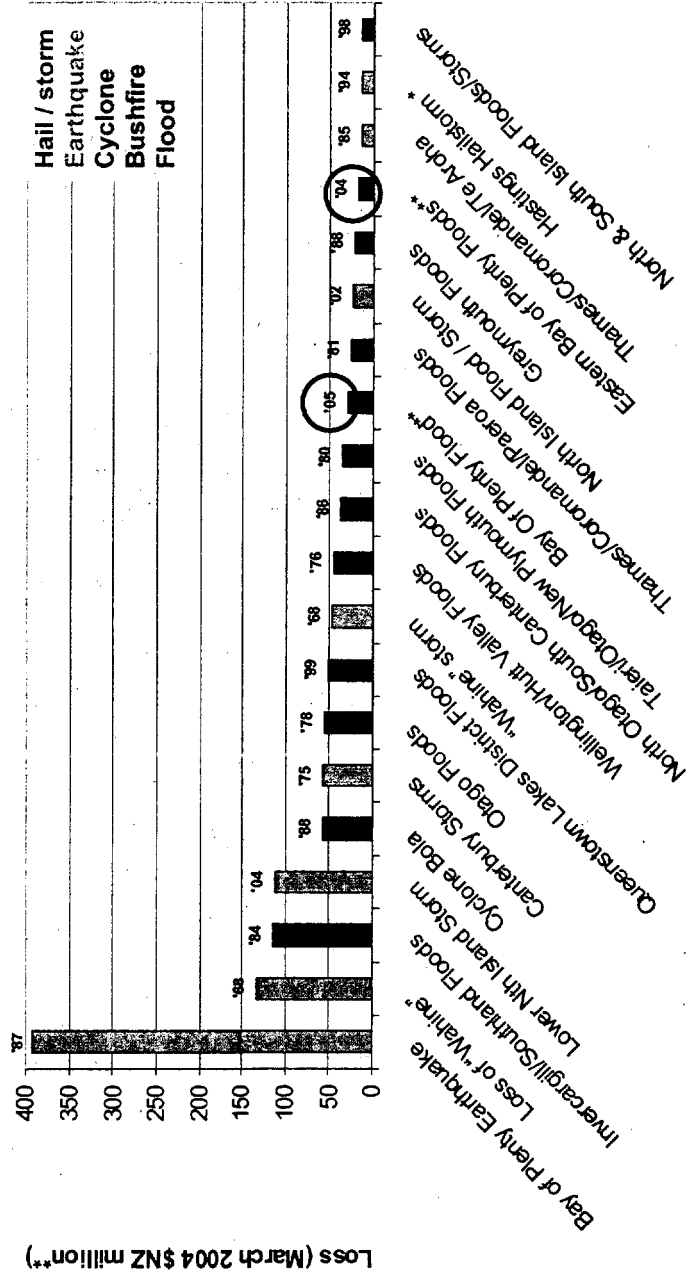 Hail / storm
Earthquake
Cyclone
Bushfire
Flood
Loss (March 2004 $NZ million**)
400
350
300
250
200
150
100
50
0
'87
'68
'84
'04
'88
'75
'78
'99
'68
'76
'86
'80
'05
'81
'02
'88
'04
'85
'94
'98
Bay of Plenty Earthquake
Loss of "Wahine"
Invercargill/Southland Floods
Lower Nth Island Storm
Cyclone Bola
Canterbury Storms
Otago Floods
Queenstown Lakes District Floods
"Wahine" storm
Wellington/Hutt Valley Floods
North Otago/South Canterbury Floods
Taieri/Otago/New Plymouth Floods
Bay Of Plenty Flood**
Thames/Coromandel/Paeroa Floods
North Island Flood / Storm
Greymouth Floods
Eastern Bay of Plenty Floods**
Thames/Coromandel/Te Aroha
Hastings Hailstorm *
North & South Island Floods/Storms